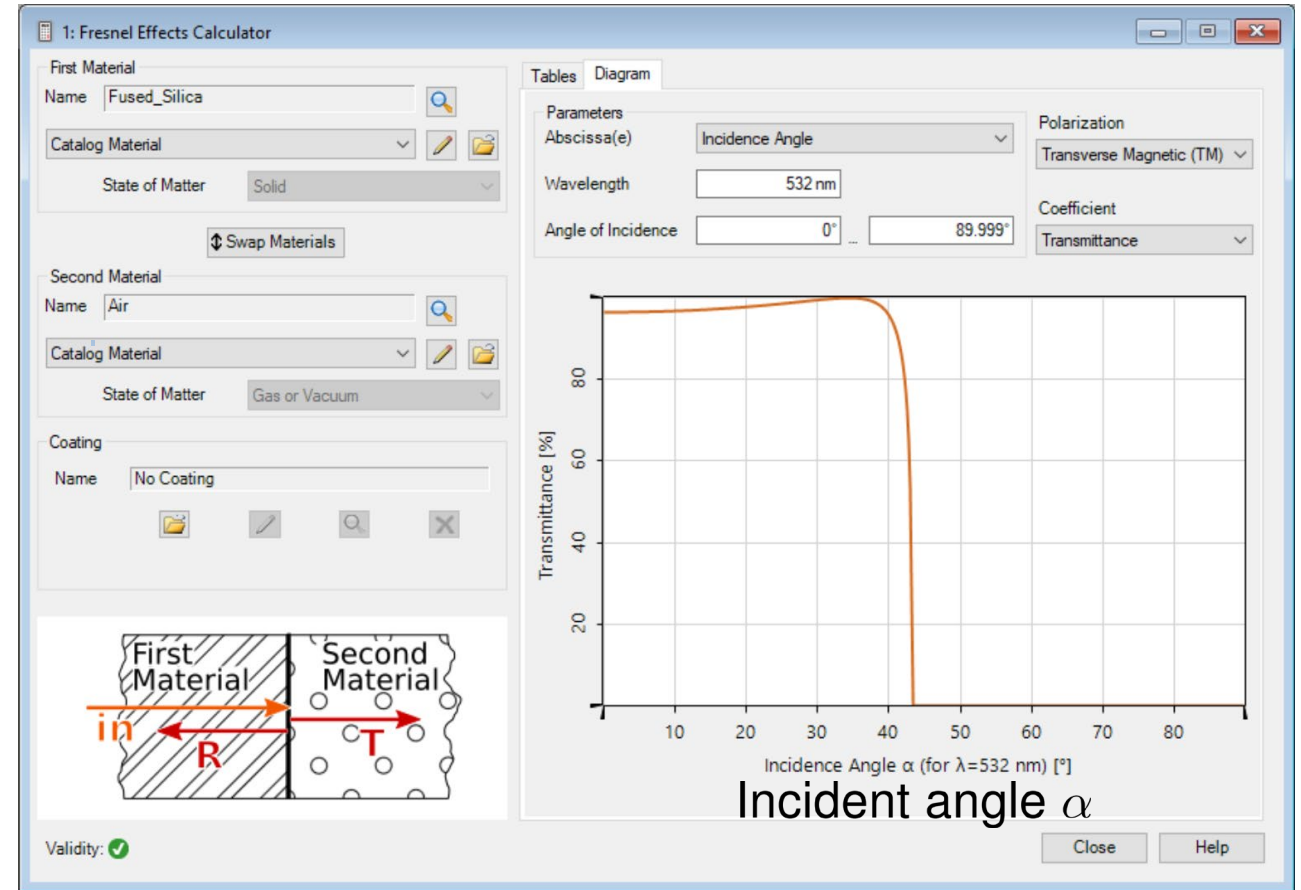 1: Fresnel Effects Calculator
First Material
Name Fused_Silica
Catalog Material
State of Matter Solid
Swap Materials
Second Material
Name Air
Catalog Material
State of Matter Gas or Vacuum
Coating
Name No Coating
First Material
Second Material
in
R
T
Validity:
Tables Diagram
Parameters
Abscissa(e) Incidence Angle
Wavelength 532 nm
Angle of Incidence 0° ... 89.999°
Polarization
Transverse Magnetic (TM)
Coefficient
Transmittance
Transmittance [%]
80
60
40
20
10 20 30 40 50 60 70 80
Incidence Angle α (for λ=532 nm) [°]
Incident angle α
Close Help